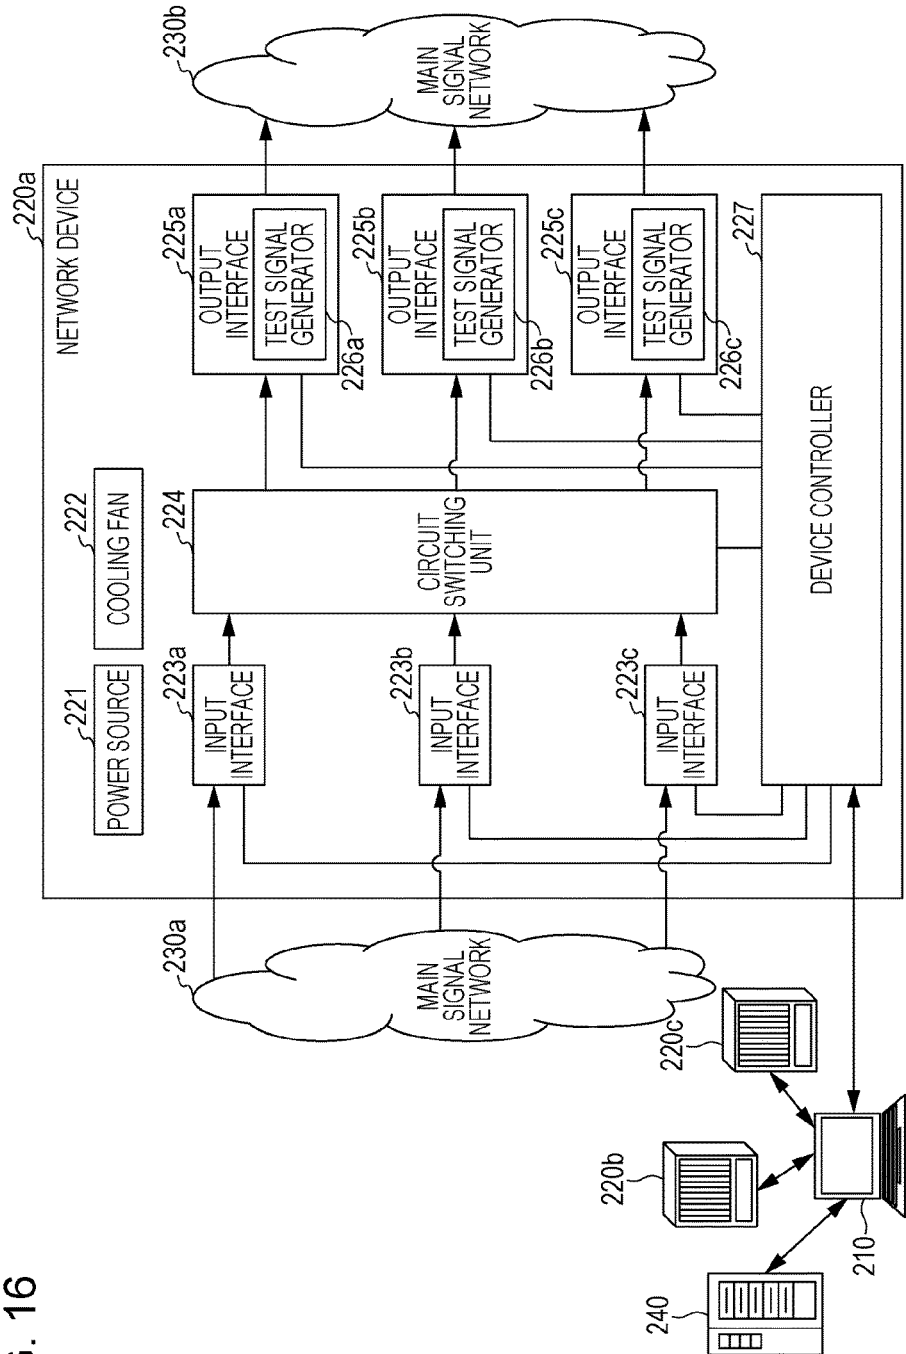 G. 16
220a
NETWORK DEVICE
221
POWER SOURCE
222
COOLING FAN
230a
MAIN
SIGNAL
NETWORK
223a
INPUT
INTERFACE
223b
INPUT
INTERFACE
223c
INPUT
INTERFACE
224
CIRCUIT
SWITCHING
UNIT
225a
OUTPUT
INTERFACE
TEST SIGNAL
GENERATOR
226a
225b
OUTPUT
INTERFACE
TEST SIGNAL
GENERATOR
226b
225c
OUTPUT
INTERFACE
TEST SIGNAL
GENERATOR
226c
230b
MAIN
SIGNAL
NETWORK
227
DEVICE CONTROLLER
240
220b
220c
210